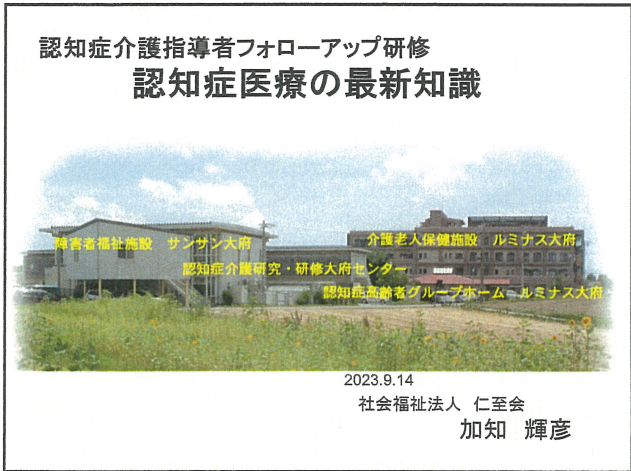 認知症介護指導者フォローアップ研修
認知症医療の最新知識
障害者福祉施設　サンサン大府
介護老人保健施設　ルミナス大府
認知症介護研究・研修大府センター
認知症高齢者グループホーム　ルミナス大府
2023.9.14
社会福祉法人　仁至会
加知　輝彦